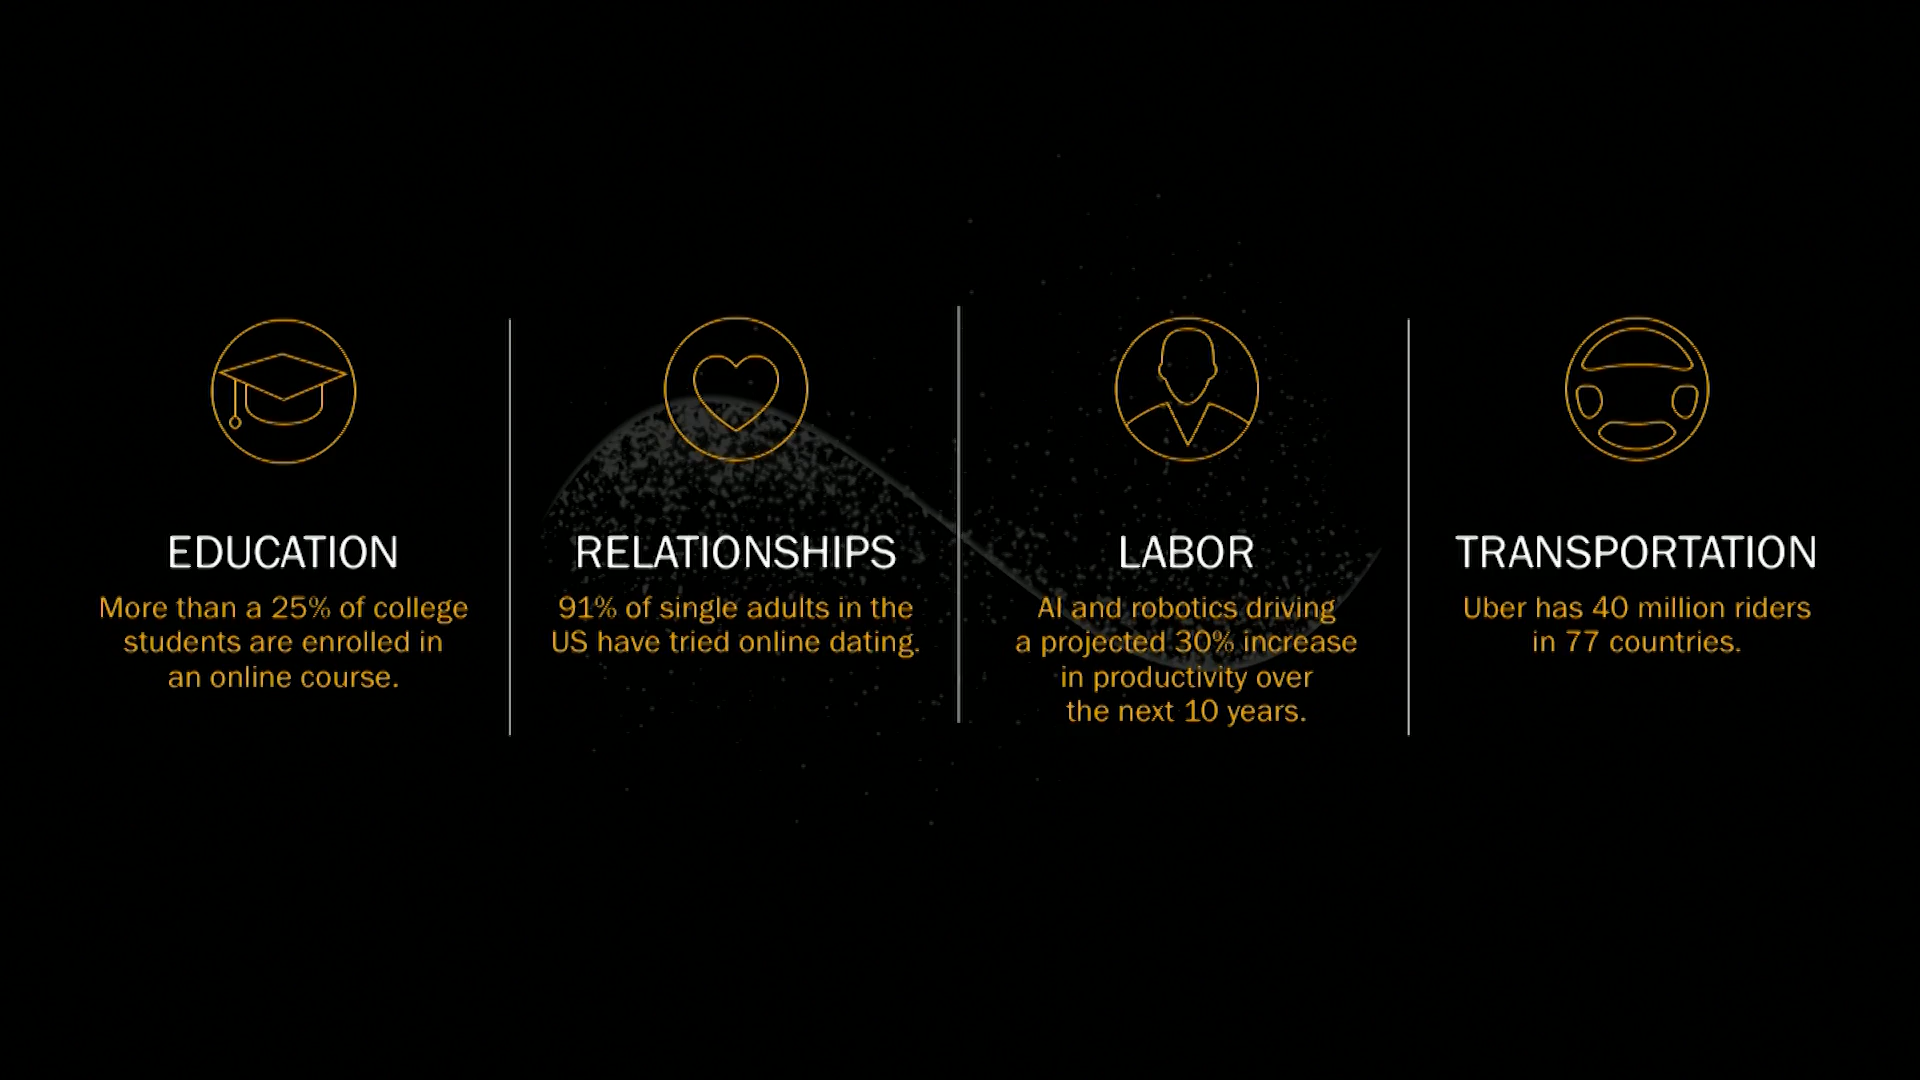 EDUCATION
More than a 25% of college
students are enrolled in
an online course.
RELATIONSHIPS
91% of single adults in the
US have tried online dating.
LABOR
AI and robotics driving
a projected 30% increase
in productivity over
the next 10 years.
TRANSPORTATION
Uber has 40 million riders
in 77 countries.